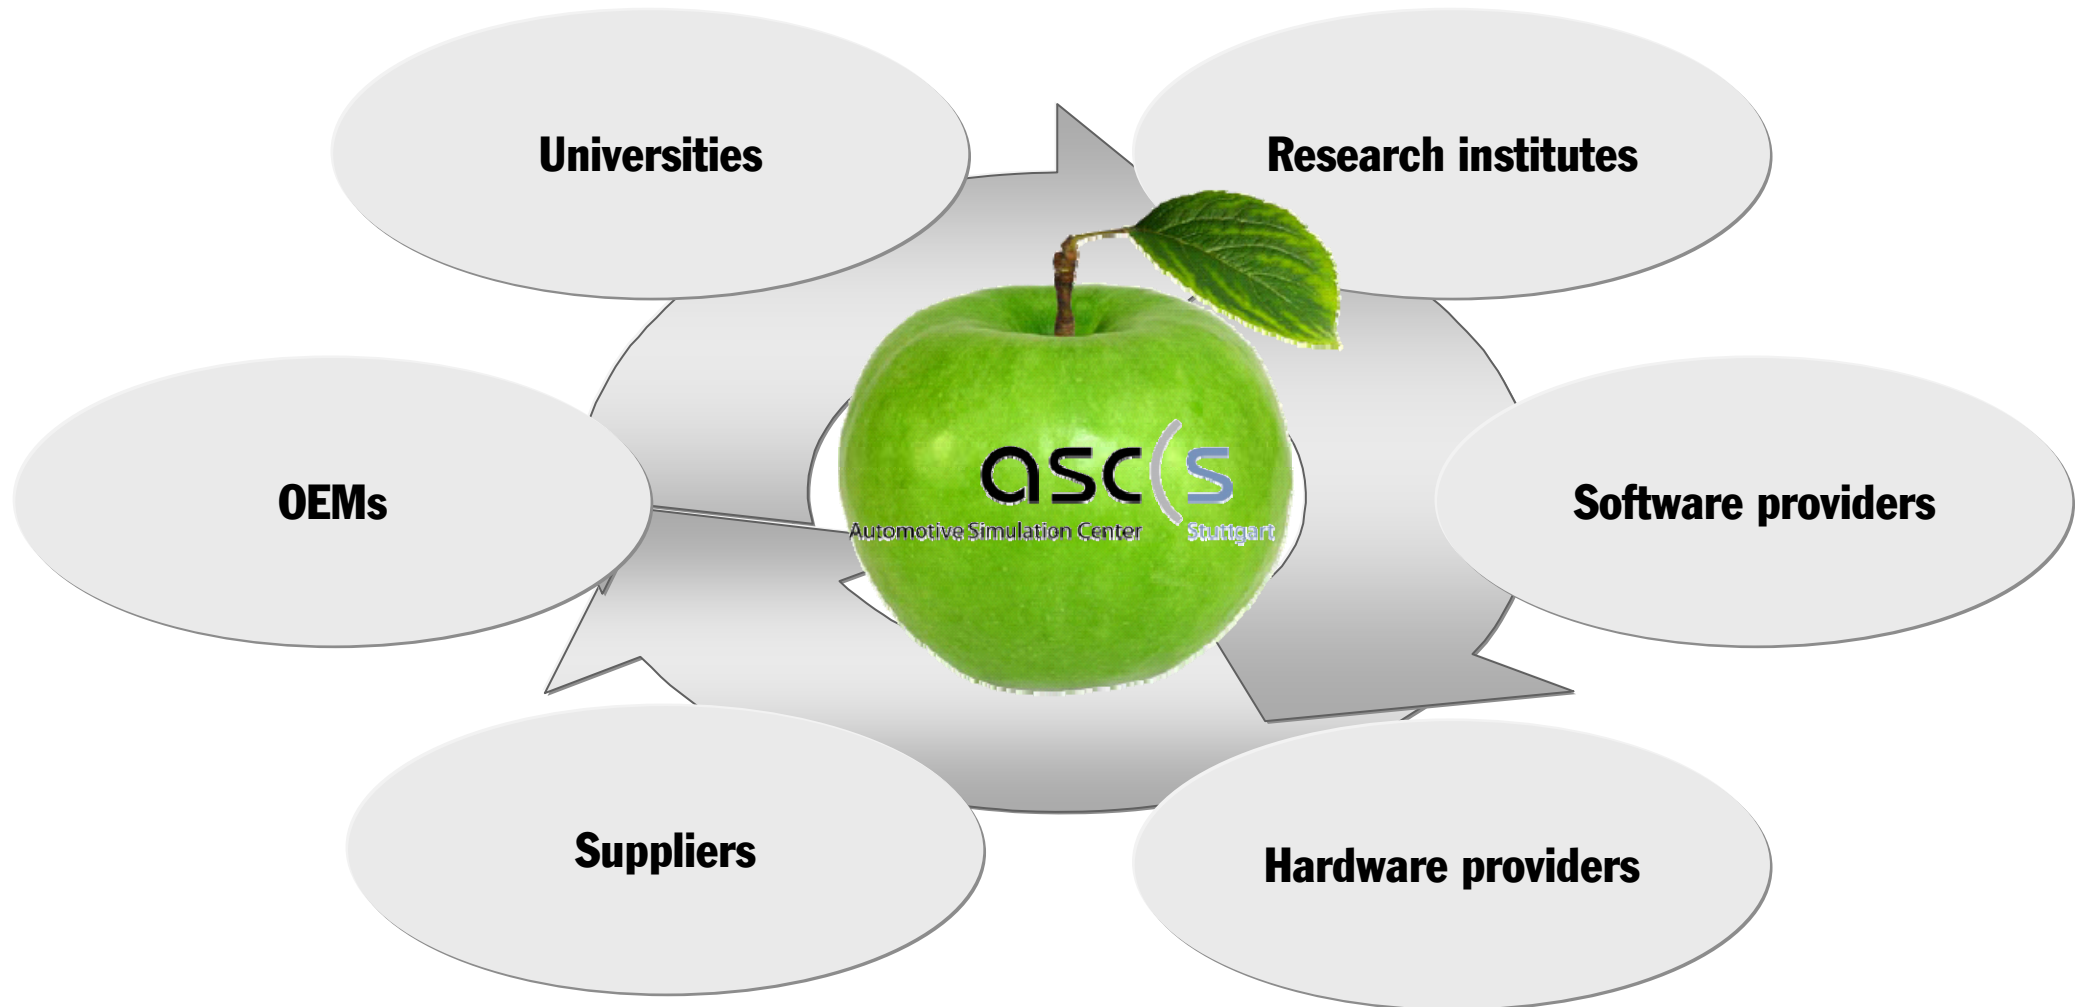 Universities
Research institutes
asc(s
Automotive Simulation Center Stuttgart
OEMs
Software providers
Suppliers
Hardware providers